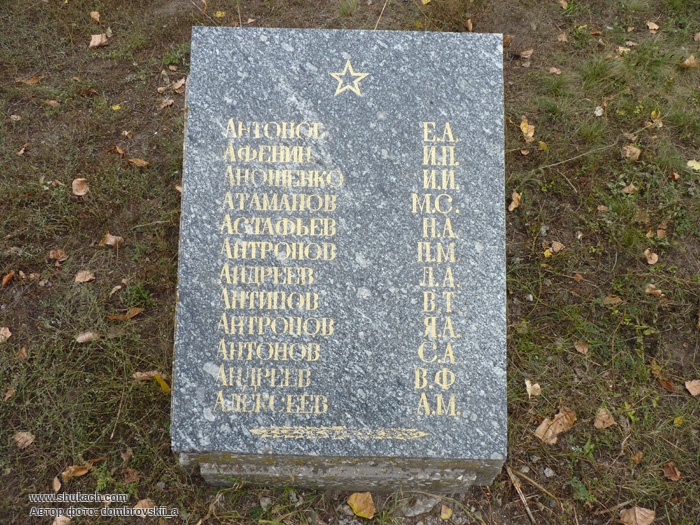 АНТОНОВ Е.А.
АФЕНИН И.П.
АНОШЕНКО И.И.
АТАМАНОВ М.С.
АСТАФЬЕВ Н.А.
АНТРОПОВ П.М
АНДРЕЕВ Л.А.
АНТИПОВ В.Т
АНТРОПОВ Я.А.
АНТОНОВ С.А
АНДРЕЕВ В.Ф
АЛЕКСЕЕВ А.М.
www.shukach.com
Автор фото: dombrovskii_a